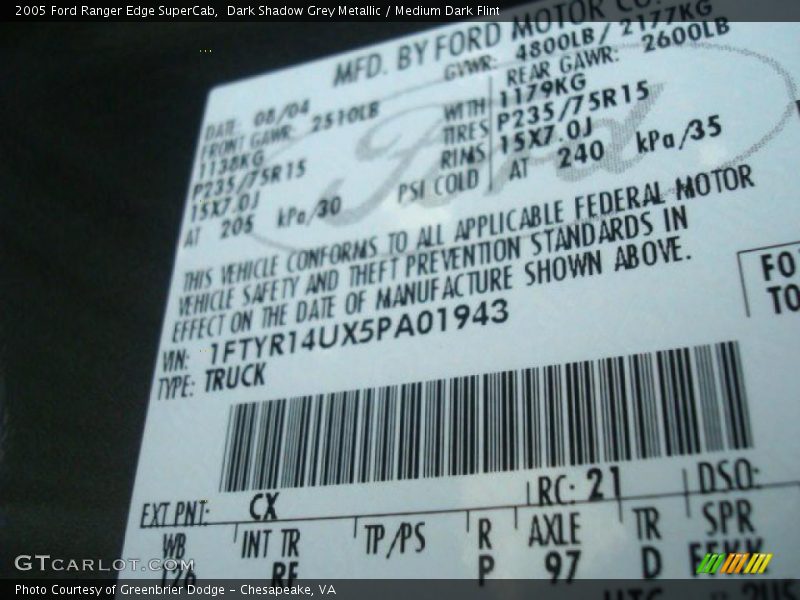 2005 Ford Ranger Edge SuperCab,  Dark Shadow Grey Metallic / Medium Dark Flint
MFD. BY FORD MOTOR CO.
DATE: 08/04 GVWR: 4800LB/ 2177KG
FRONT GAWR: 2510LB REAR GAWR: 2600LB
1138KG WITH 1179KG
P235/75R15 TIRES P235/75R15
15X7.0J RIMS 15X7.0J
AT 205 kPa/30 PSI COLD AT 240 kPa/35
THIS VEHICLE CONFORMS TO ALL APPLICABLE FEDERAL MOTOR
VEHICLE SAFETY AND THEFT PREVENTION STANDARDS IN
EFFECT ON THE DATE OF MANUFACTURE SHOWN ABOVE.
FO
TO
VIN: 1FTYR14UX5PA01943
TYPE: TRUCK
EXT PNT: CX RC: 21 DSO:
WB INT TR TP/PS R AXLE TR SPR
126 RF P 97 D
GTCARLOT.COM
Photo Courtesy of Greenbrier Dodge - Chesapeake, VA